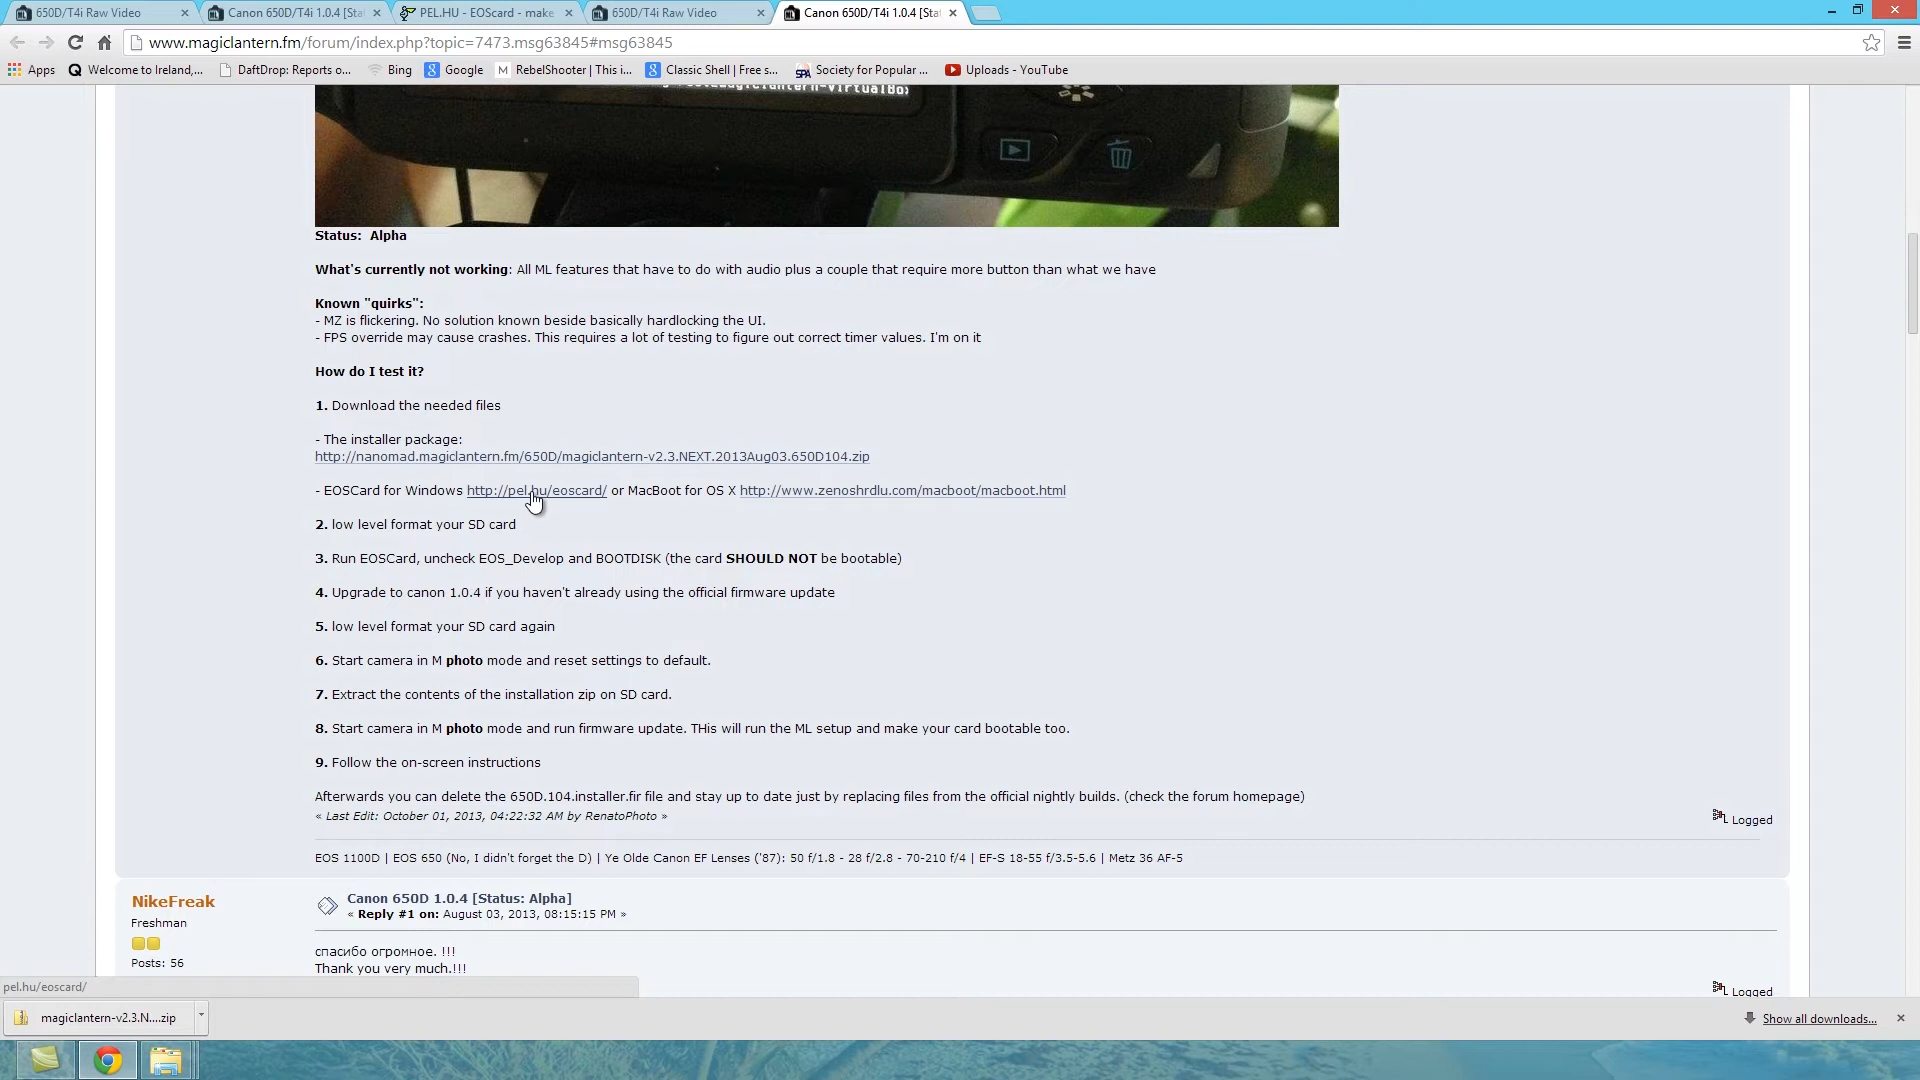 650D/T4i Raw Video
Canon 650D/T4i 1.0.4 [Sta
PEL.HU - EOScard - make
650D/T4i Raw Video
Canon 650D/T4i 1.0.4 [Sta
www.magiclantern.fm/forum/index.php?topic=7473.msg63845#msg63845
Apps
Welcome to Ireland,...
DaftDrop: Reports o...
Bing
Google
RebelShooter | This i...
Classic Shell | Free s...
Society for Popular ...
Uploads - YouTube
Status: Alpha
What's currently not working: All ML features that have to do with audio plus a couple that require more button than what we have
Known "quirks":
- MZ is flickering. No solution known beside basically hardlocking the UI.
- FPS override may cause crashes. This requires a lot of testing to figure out correct timer values. I'm on it
How do I test it?
1. Download the needed files
- The installer package:
http://nanomad.magiclantern.fm/650D/magiclantern-v2.3.NEXT.2013Aug03.650D104.zip
- EOSCard for Windows http://pel.hu/eoscard/ or MacBoot for OS X http://www.zenoshrdlu.com/macboot/macboot.html
2. low level format your SD card
3. Run EOSCard, uncheck EOS_Develop and BOOTDISK (the card SHOULD NOT be bootable)
4. Upgrade to canon 1.0.4 if you haven't already using the official firmware update
5. low level format your SD card again
6. Start camera in M photo mode and reset settings to default.
7. Extract the contents of the installation zip on SD card.
8. Start camera in M photo mode and run firmware update. THis will run the ML setup and make your card bootable too.
9. Follow the on-screen instructions
Afterwards you can delete the 650D.104.installer.fir file and stay up to date just by replacing files from the official nightly builds. (check the forum homepage)
« Last Edit: October 01, 2013, 04:22:32 AM by RenatoPhoto »
Logged
EOS 1100D | EOS 650 (No, I didn't forget the D) | Ye Olde Canon EF Lenses ('87): 50 f/1.8 - 28 f/2.8 - 70-210 f/4 | EF-S 18-55 f/3.5-5.6 | Metz 36 AF-5
NikeFreak
Freshman
Posts: 56
Canon 650D 1.0.4 [Status: Alpha]
« Reply #1 on: August 03, 2013, 08:15:15 PM »
спасибо огромное. !!!
Thank you very much.!!!
Logged
pel.hu/eoscard/
magiclantern-v2.3.N....zip
Show all downloads...